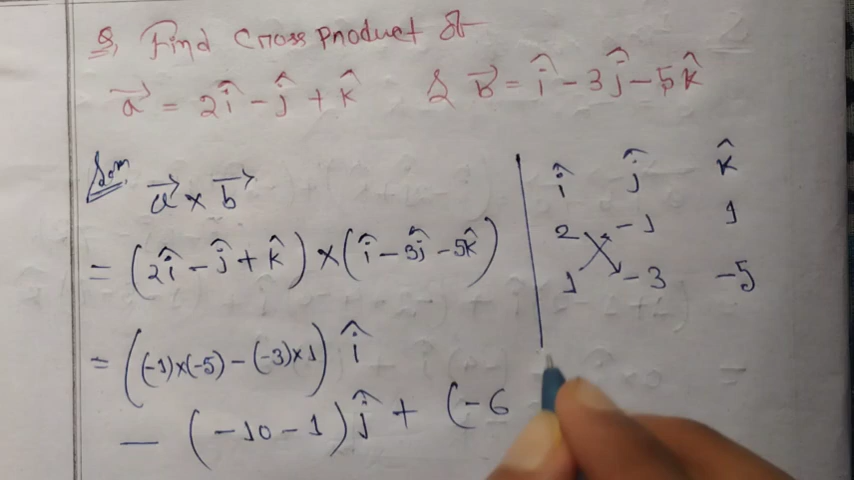 Q, Find Cross Product of
a⃗ = 2î - ĵ + k̂ & b⃗ = î - 3ĵ - 5k̂
Soln
a⃗ × b⃗
= (2î - ĵ + k̂) × (î - 3ĵ - 5k̂)
= ((-1)×(-5) - (-3)×1) î
- (-10 - 1) ĵ + (-6
î ĵ k̂
2 -1 1
1 -3 -5